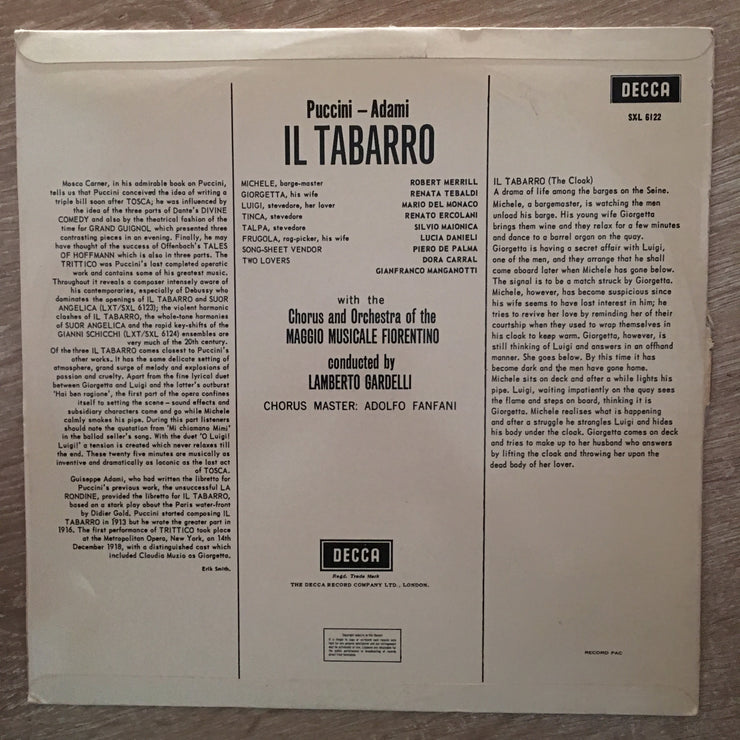 DECCA
SXL 6122
Puccini – Adami
IL TABARRO
Mosco Carner, in his admirable book on Puccini,
tells us that Puccini conceived the idea of writing a
triple bill soon after TOSCA; he was influenced by
the idea of the three parts of Dante's DIVINE
COMEDY and also by the theatrical fashion of the
time for GRAND GUIGNOL, which presented three
contrasting pieces in an evening. Finally, he may
have thought of the success of Offenbach's TALES
OF HOFFMANN which is also in three parts. The
TRITTICO was Puccini's last completed operatic
work and contains some of his greatest music.
Throughout it reveals a composer intensely aware of
his contemporaries, especially of Debussy who
dominates the openings of IL TABARRO and SUOR
ANGELICA (LXT/SXL 6123); the violent harmonic
clashes of IL TABARRO, the whole-tone harmonies
of SUOR ANGELICA and the rapid key-shifts of the
GIANNI SCHICCHI (LXT/SXL 6124) ensembles are
very much of the 20th century.
Of the three IL TABARRO comes closest to Puccini's
other works. It has the same delicate setting of
atmosphere, grand surge of melody and explosions of
passion and cruelty. Apart from the fine lyrical duet
between Giorgetta and Luigi and the latter's outburst
'Hai ben ragione', the first part of the opera confines
itself to setting the scene – sound effects and
subsidiary characters come and go while Michele
calmly smokes his pipe. During this part listeners
should note the quotation from 'Mi chiamano Mimi'
in the ballad seller's song. With the duet 'O Luigi!
Luigi!' a tension is created which never relaxes till
the end. These twenty five minutes are musically as
inventive and dramatically as laconic as the last act
of TOSCA.
Guiseppe Adami, who had written the libretto for
Puccini's previous work, the unsuccessful LA
RONDINE, provided the libretto for IL TABARRO,
based on a stark play about the Paris water-front
by Didier Gold. Puccini started composing IL
TABARRO in 1913 but he wrote the greater part in
1916. The first performance of TRITTICO took place
at the Metropolitan Opera, New York, on 14th
December 1918, with a distinguished cast which
included Claudia Muzio as Giorgetta.
Erik Smith.
MICHELE, barge-master ROBERT MERRILL
GIORGETTA, his wife RENATA TEBALDI
LUIGI, stevedore, her lover MARIO DEL MONACO
TINCA, stevedore RENATO ERCOLANI
TALPA, stevedore SILVIO MAIONICA
FRUGOLA, rag-picker, his wife LUCIA DANIELI
SONG-SHEET VENDOR PIERO DE PALMA
TWO LOVERS DORA CARRAL
GIANFRANCO MANGANOTTI
with the
Chorus and Orchestra of the
MAGGIO MUSICALE FIORENTINO
conducted by
LAMBERTO GARDELLI
CHORUS MASTER: ADOLFO FANFANI
DECCA
Regd. Trade Mark
THE DECCA RECORD COMPANY LTD., LONDON.
IL TABARRO (The Cloak)
A drama of life among the barges on the Seine.
Michele, a bargemaster, is watching the men
unload his barge. His young wife Giorgetta
brings them wine and they relax for a few minutes
and dance to a barrel organ on the quay.
Giorgetta is having a secret affair with Luigi,
one of the men, and they arrange that he shall
come aboard later when Michele has gone below.
The signal is to be a match struck by Giorgetta.
Michele, however, has become suspicious since
his wife seems to have lost interest in him; he
tries to revive her love by reminding her of their
courtship when they used to wrap themselves in
his cloak to keep warm. Giorgetta, however, is
still thinking of Luigi and answers in an offhand
manner. She goes below. By this time it has
become dark and the men have gone home.
Michele sits on deck and after a while lights his
pipe. Luigi, waiting impatiently on the quay sees
the flame and steps on board, thinking it is
Giorgetta. Michele realises what is happening
and after a struggle he strangles Luigi and hides
his body under the cloak. Giorgetta comes on deck
and tries to make up to her husband who answers
by lifting the cloak and throwing her upon the
dead body of her lover.
RECORD PAC